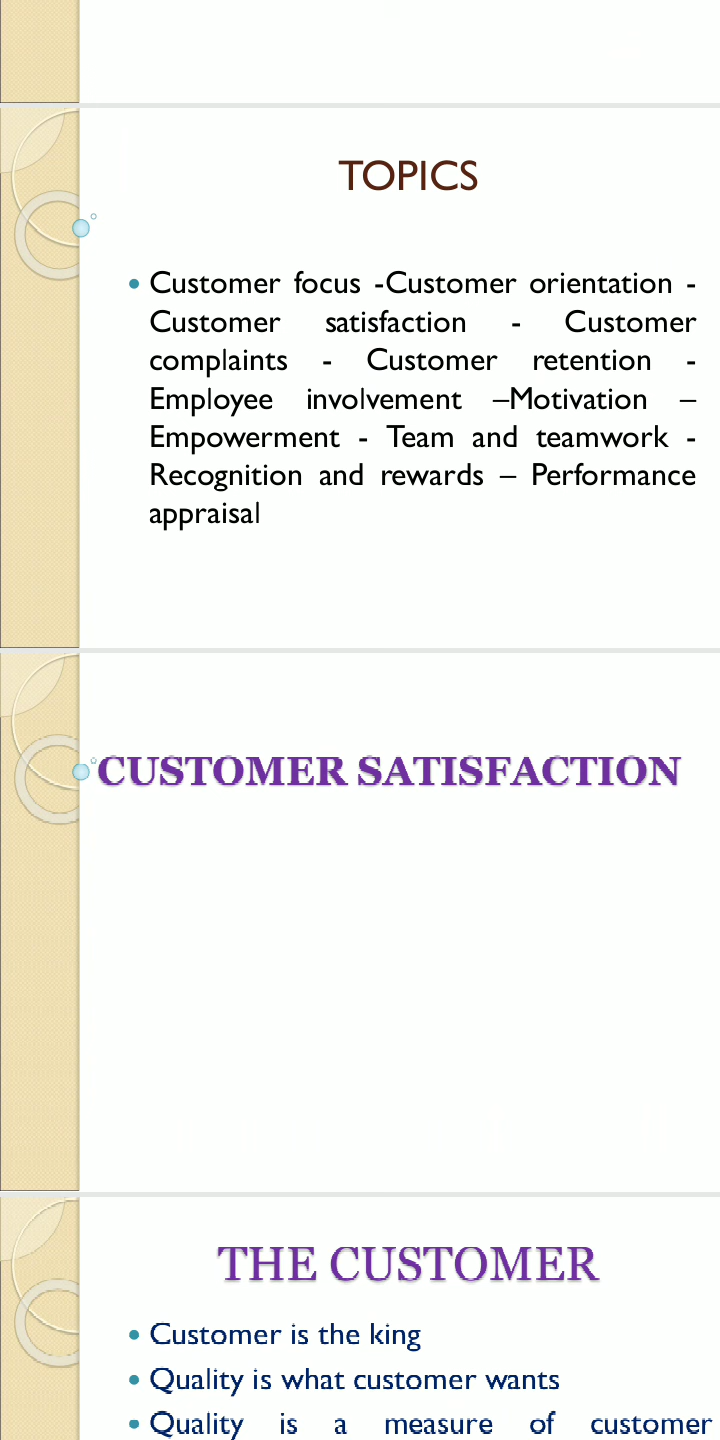 TOPICS
Customer focus -Customer orientation -
Customer satisfaction - Customer
complaints - Customer retention -
Employee involvement –Motivation –
Empowerment - Team and teamwork -
Recognition and rewards – Performance
appraisal
CUSTOMER SATISFACTION
THE CUSTOMER
Customer is the king
Quality is what customer wants
Quality is a measure of customer